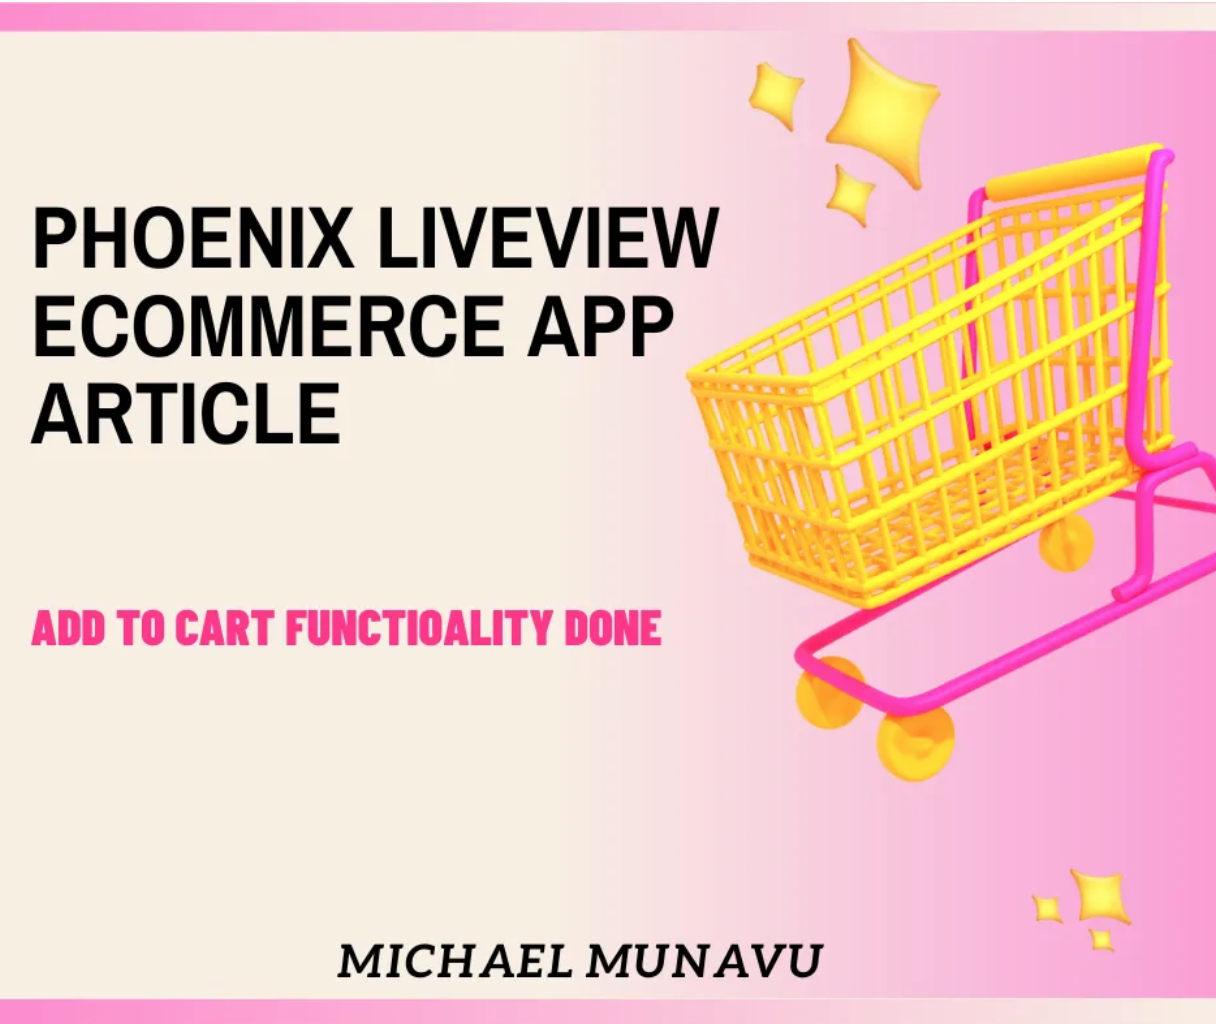 PHOENIX LIVEVIEW
ECOMMERCE APP
ARTICLE
ADD TO CART FUNCTIOALITY DONE
MICHAEL MUNAVU